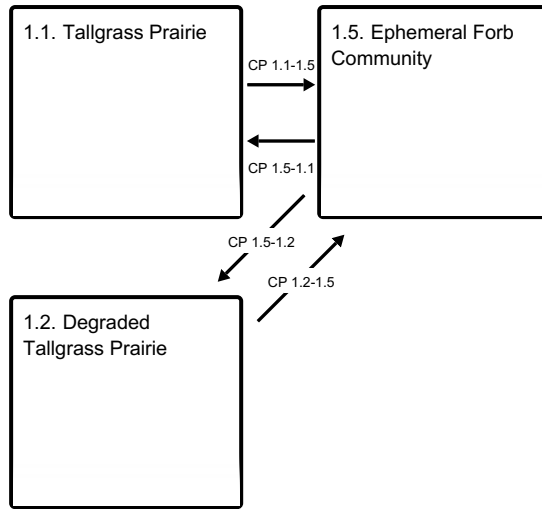 1.1. Tallgrass Prairie
CP 1.1-1.5
1.5. Ephemeral Forb
Community
CP 1.5-1.1
CP 1.5-1.2
CP 1.2-1.5
1.2. Degraded
Tallgrass Prairie